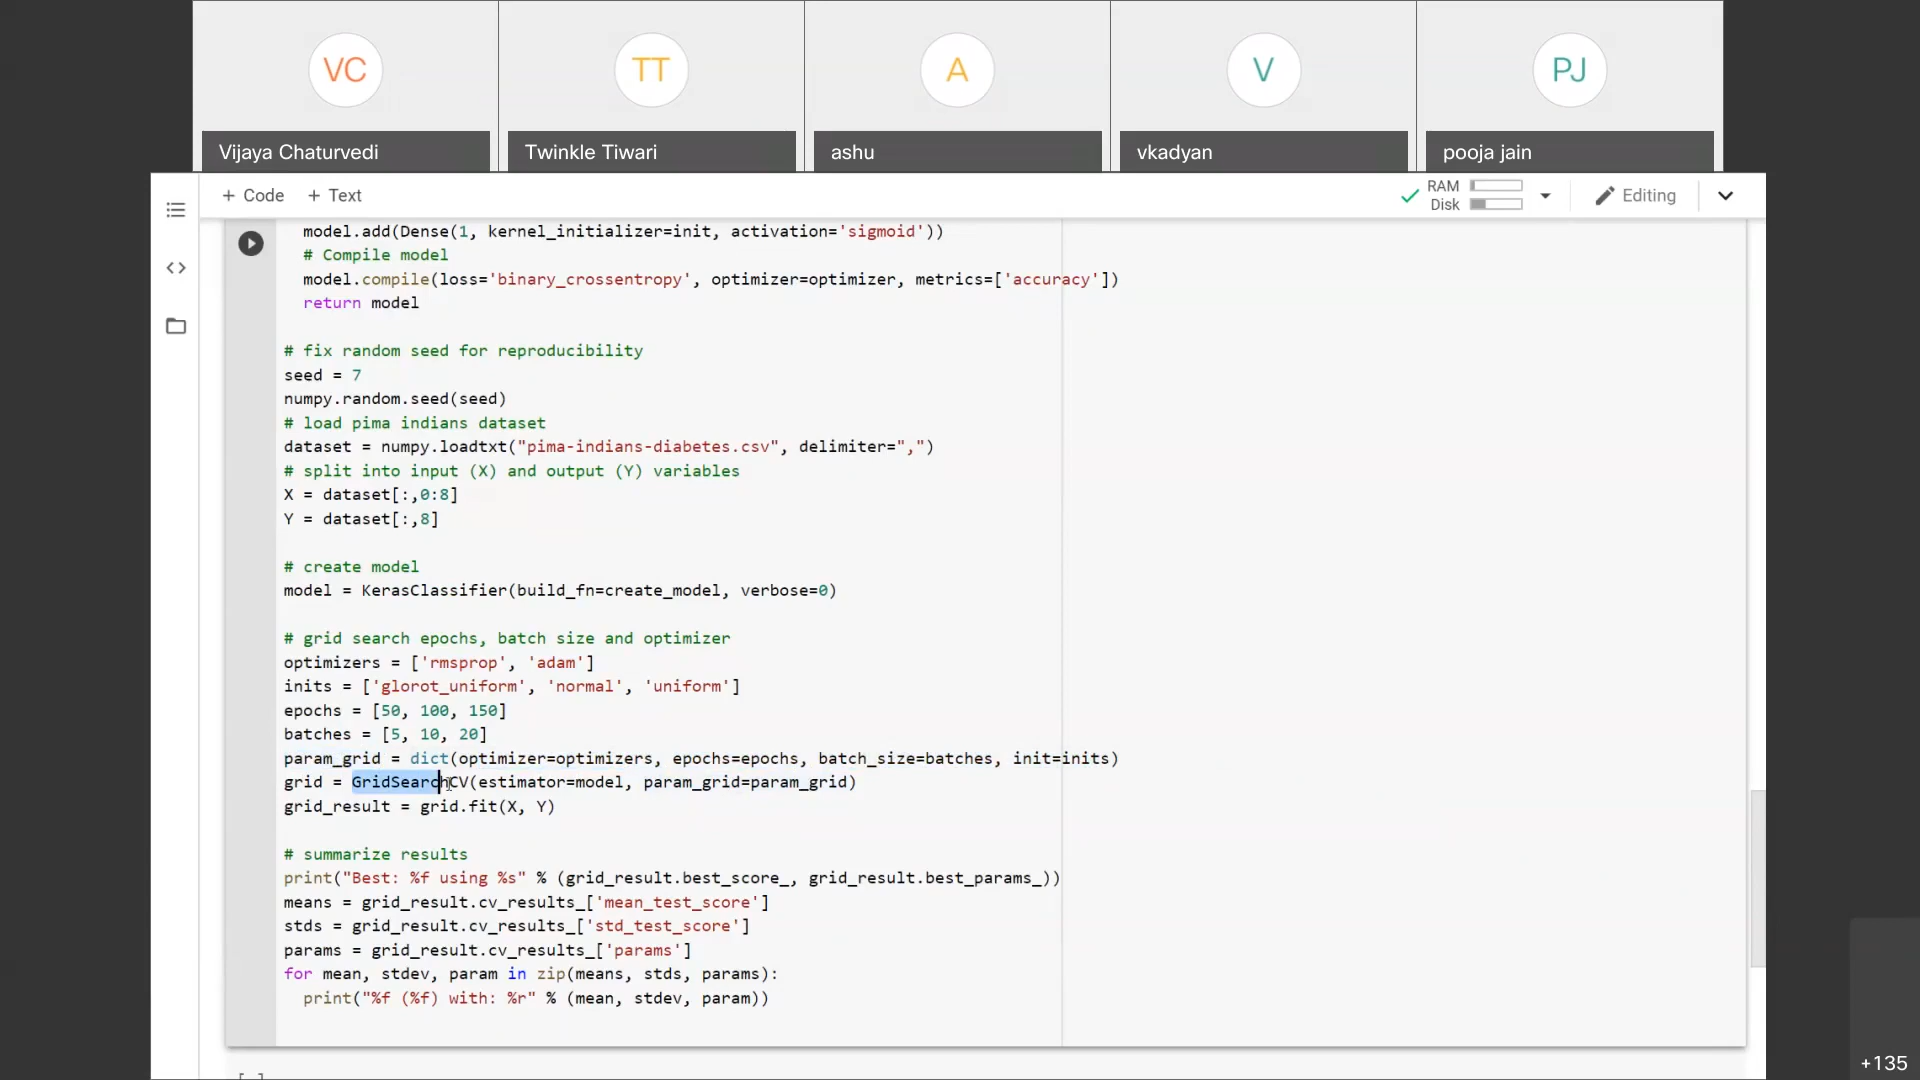 VC TT A V PJ
Vijaya Chaturvedi Twinkle Tiwari ashu vkadyan pooja jain
+ Code + Text RAM Disk Editing
model.add(Dense(1, kernel_initializer=init, activation='sigmoid'))
# Compile model
model.compile(loss='binary_crossentropy', optimizer=optimizer, metrics=['accuracy'])
return model
# fix random seed for reproducibility
seed = 7
numpy.random.seed(seed)
# load pima indians dataset
dataset = numpy.loadtxt("pima-indians-diabetes.csv", delimiter=",")
# split into input (X) and output (Y) variables
X = dataset[:,0:8]
Y = dataset[:,8]
# create model
model = KerasClassifier(build_fn=create_model, verbose=0)
# grid search epochs, batch size and optimizer
optimizers = ['rmsprop', 'adam']
inits = ['glorot_uniform', 'normal', 'uniform']
epochs = [50, 100, 150]
batches = [5, 10, 20]
param_grid = dict(optimizer=optimizers, epochs=epochs, batch_size=batches, init=inits)
grid = GridSearchCV(estimator=model, param_grid=param_grid)
grid_result = grid.fit(X, Y)
# summarize results
print("Best: %f using %s" % (grid_result.best_score_, grid_result.best_params_))
means = grid_result.cv_results_['mean_test_score']
stds = grid_result.cv_results_['std_test_score']
params = grid_result.cv_results_['params']
for mean, stdev, param in zip(means, stds, params):
print("%f (%f) with: %r" % (mean, stdev, param))
+135